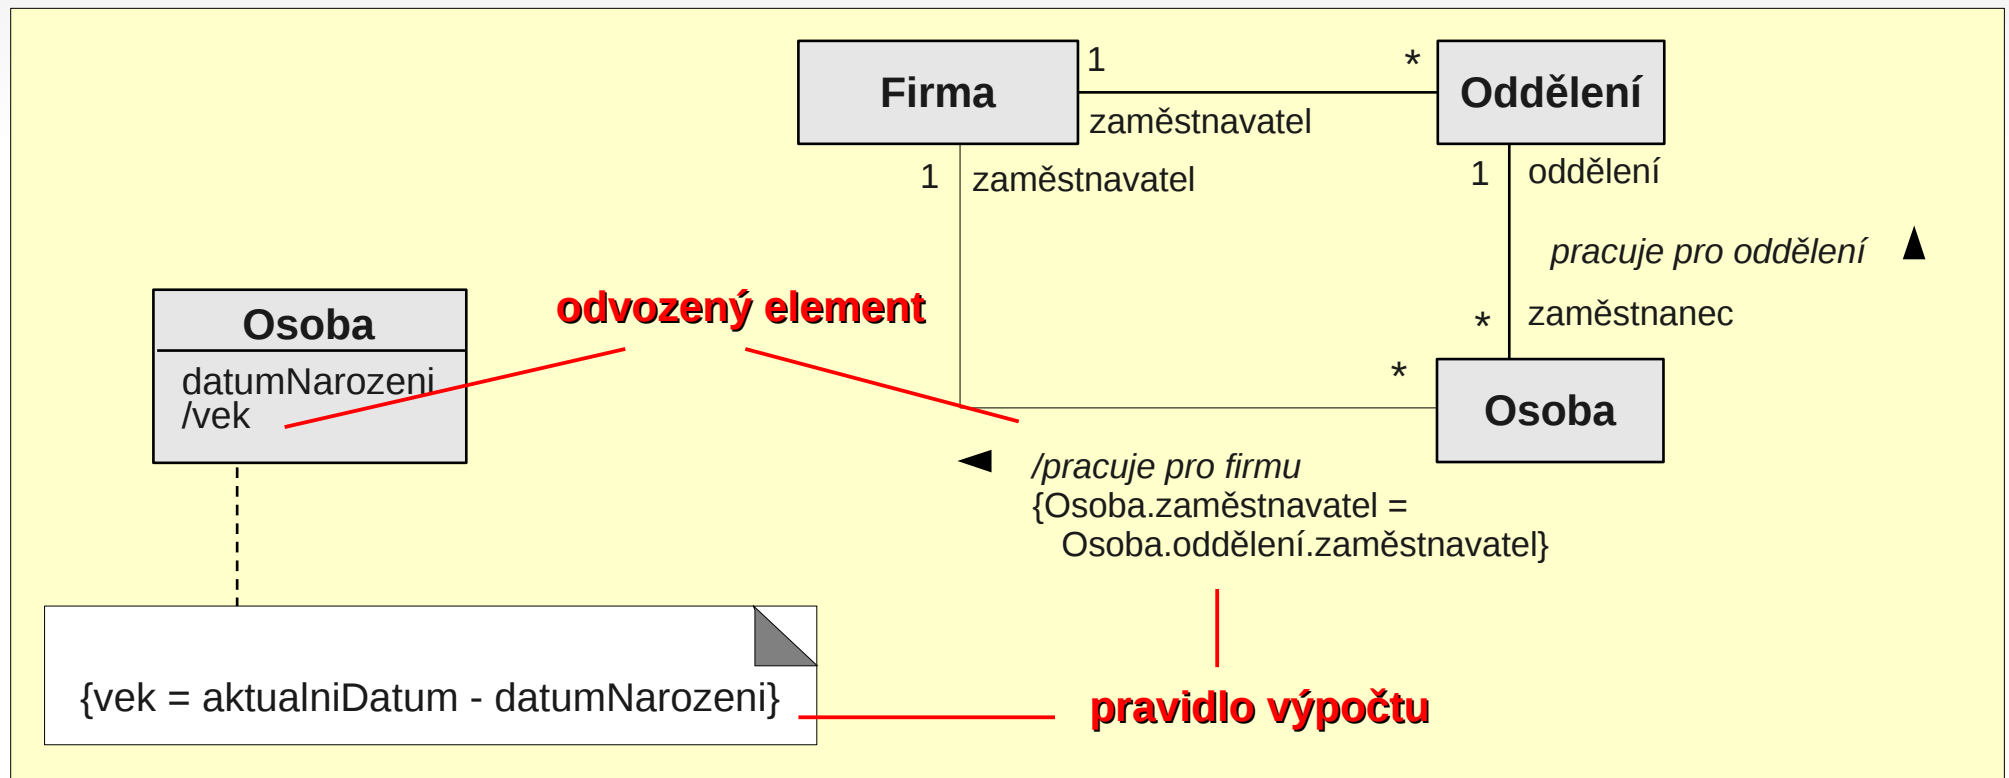 Firma
1
*
Oddělení
zaměstnavatel
1
zaměstnavatel
1
oddělení
pracuje pro oddělení
*
zaměstnanec
*
Osoba
odvozený element
Osoba
datumNarozeni
/vek
/pracuje pro firmu
{Osoba.zaměstnavatel =
Osoba.oddělení.zaměstnavatel}
{vek = aktualniDatum - datumNarozeni}
pravidlo výpočtu